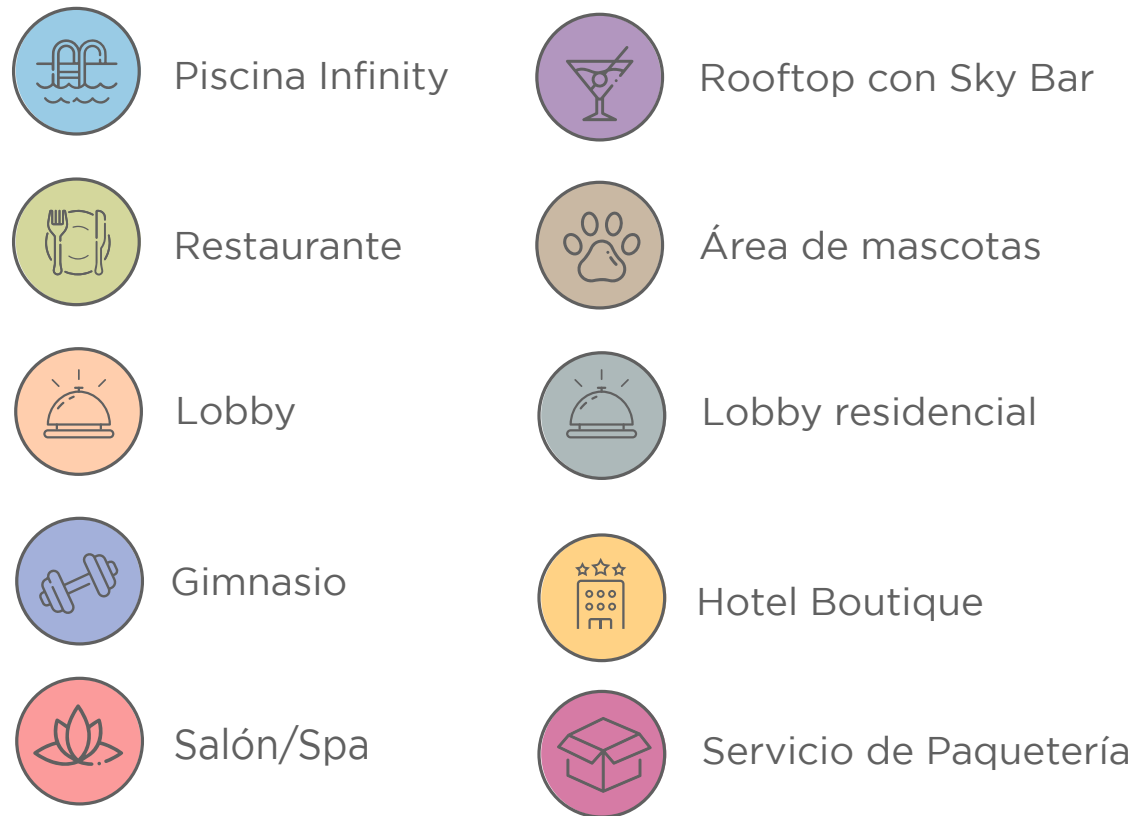 Piscina Infinity
Rooftop con Sky Bar
Restaurante
Área de mascotas
Lobby
Lobby residencial
Gimnasio
Hotel Boutique
Salón/Spa
Servicio de Paquetería